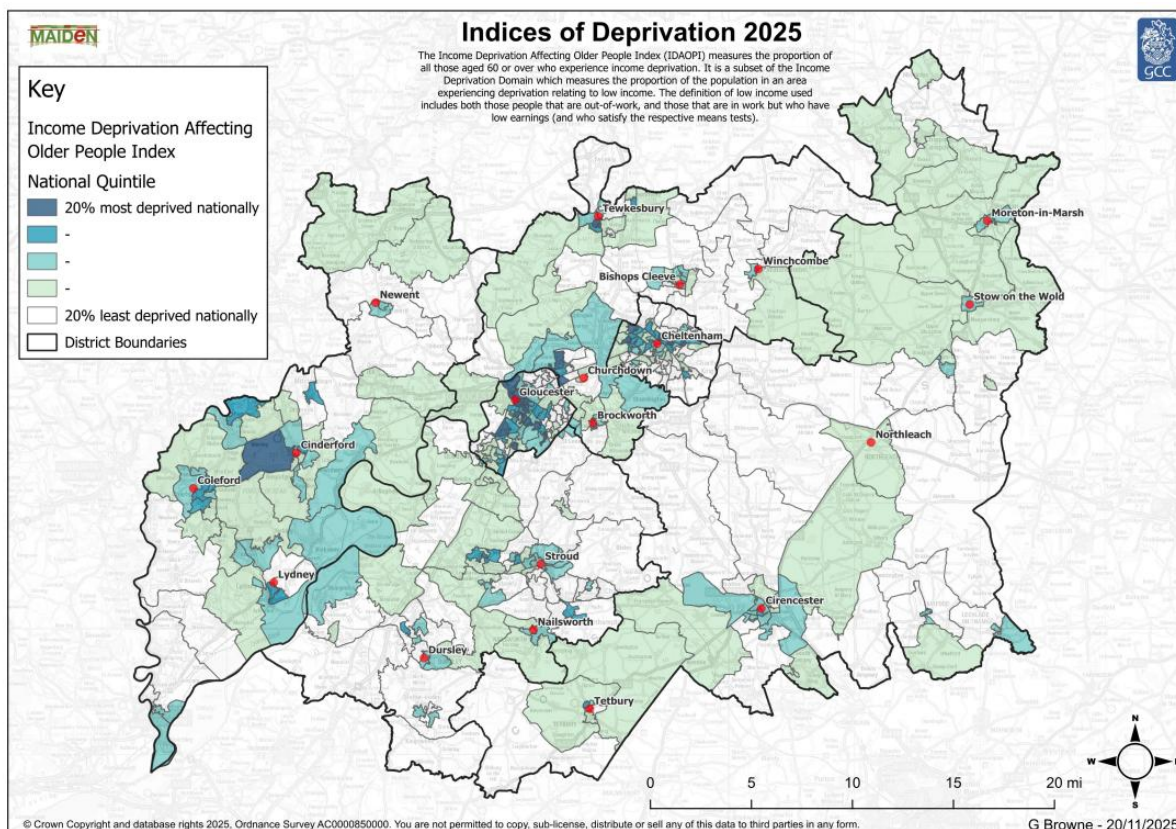 MAIDeN
Indices of Deprivation 2025
The Income Deprivation Affecting Older People Index (IDAOPI) measures the proportion of
all those aged 60 or over who experience income deprivation. It is a subset of the Income
Deprivation Domain which measures the proportion of the population in an area
experiencing deprivation relating to low income. The definition of low income used
includes both those people that are out-of-work, and those that are in work but who have
low earnings (and who satisfy the respective means tests).
GCC
Key
Income Deprivation Affecting
Older People Index
National Quintile
20% most deprived nationally
-
-
-
20% least deprived nationally
District Boundaries
Tewkesbury
Moreton-in-Marsh
Winchcombe
Bishops Cleeve
Newent
Stow on the Wold
Cheltenham
Churchdown
Gloucester
Brockworth
Northleach
Cinderford
Coleford
Stroud
Lydney
Cirencester
Nailsworth
Dursley
Tetbury
N
W
S
0 5 10 15 20 mi
© Crown Copyright and database rights 2025, Ordnance Survey AC0000850000. You are not permitted to copy, sub-license, distribute or sell any of this data to third parties in any form.
G Browne - 20/11/2025